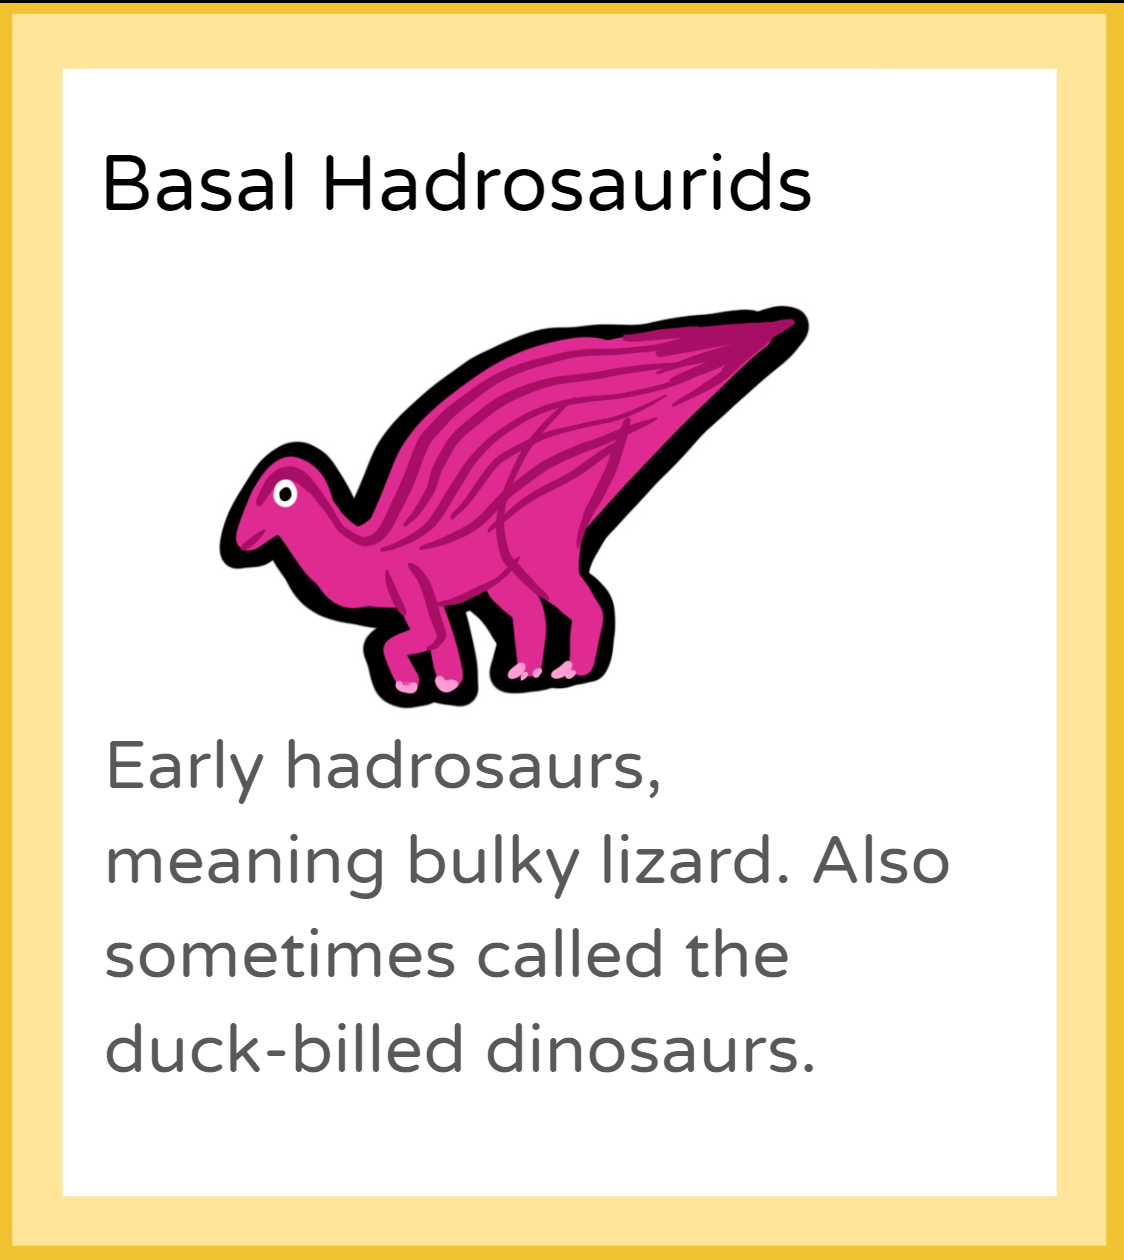 Basal Hadrosaurids
Early hadrosaurs,
meaning bulky lizard. Also
sometimes called the
duck-billed dinosaurs.